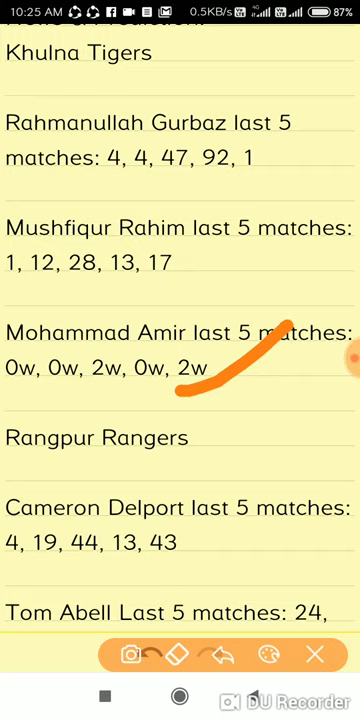 10:25 AM 0.5KB/s 4G 87%
Khulna Tigers
Rahmanullah Gurbaz last 5
matches: 4, 4, 47, 92, 1
Mushfiqur Rahim last 5 matches:
1, 12, 28, 13, 17
Mohammad Amir last 5 matches:
0w, 0w, 2w, 0w, 2w
Rangpur Rangers
Cameron Delport last 5 matches:
4, 19, 44, 13, 43
Tom Abell Last 5 matches: 24,
DU Recorder